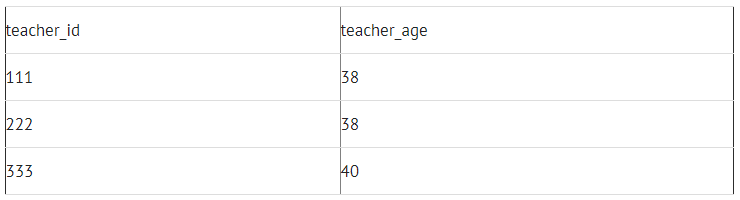 teacher_id teacher_age
111 38
222 38
333 40